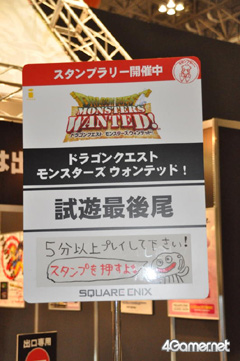 スタンプラリー開催中
MONSTERS
WANTED!
ドラゴンクエスト モンスターズ ウォンテッド
ドラゴンクエスト
モンスターズ ウォンテッド！
試遊最後尾
5分以上プレイして下さい！
スタンプを押すよ
SQUARE ENIX
出口専用
4Gamer.net